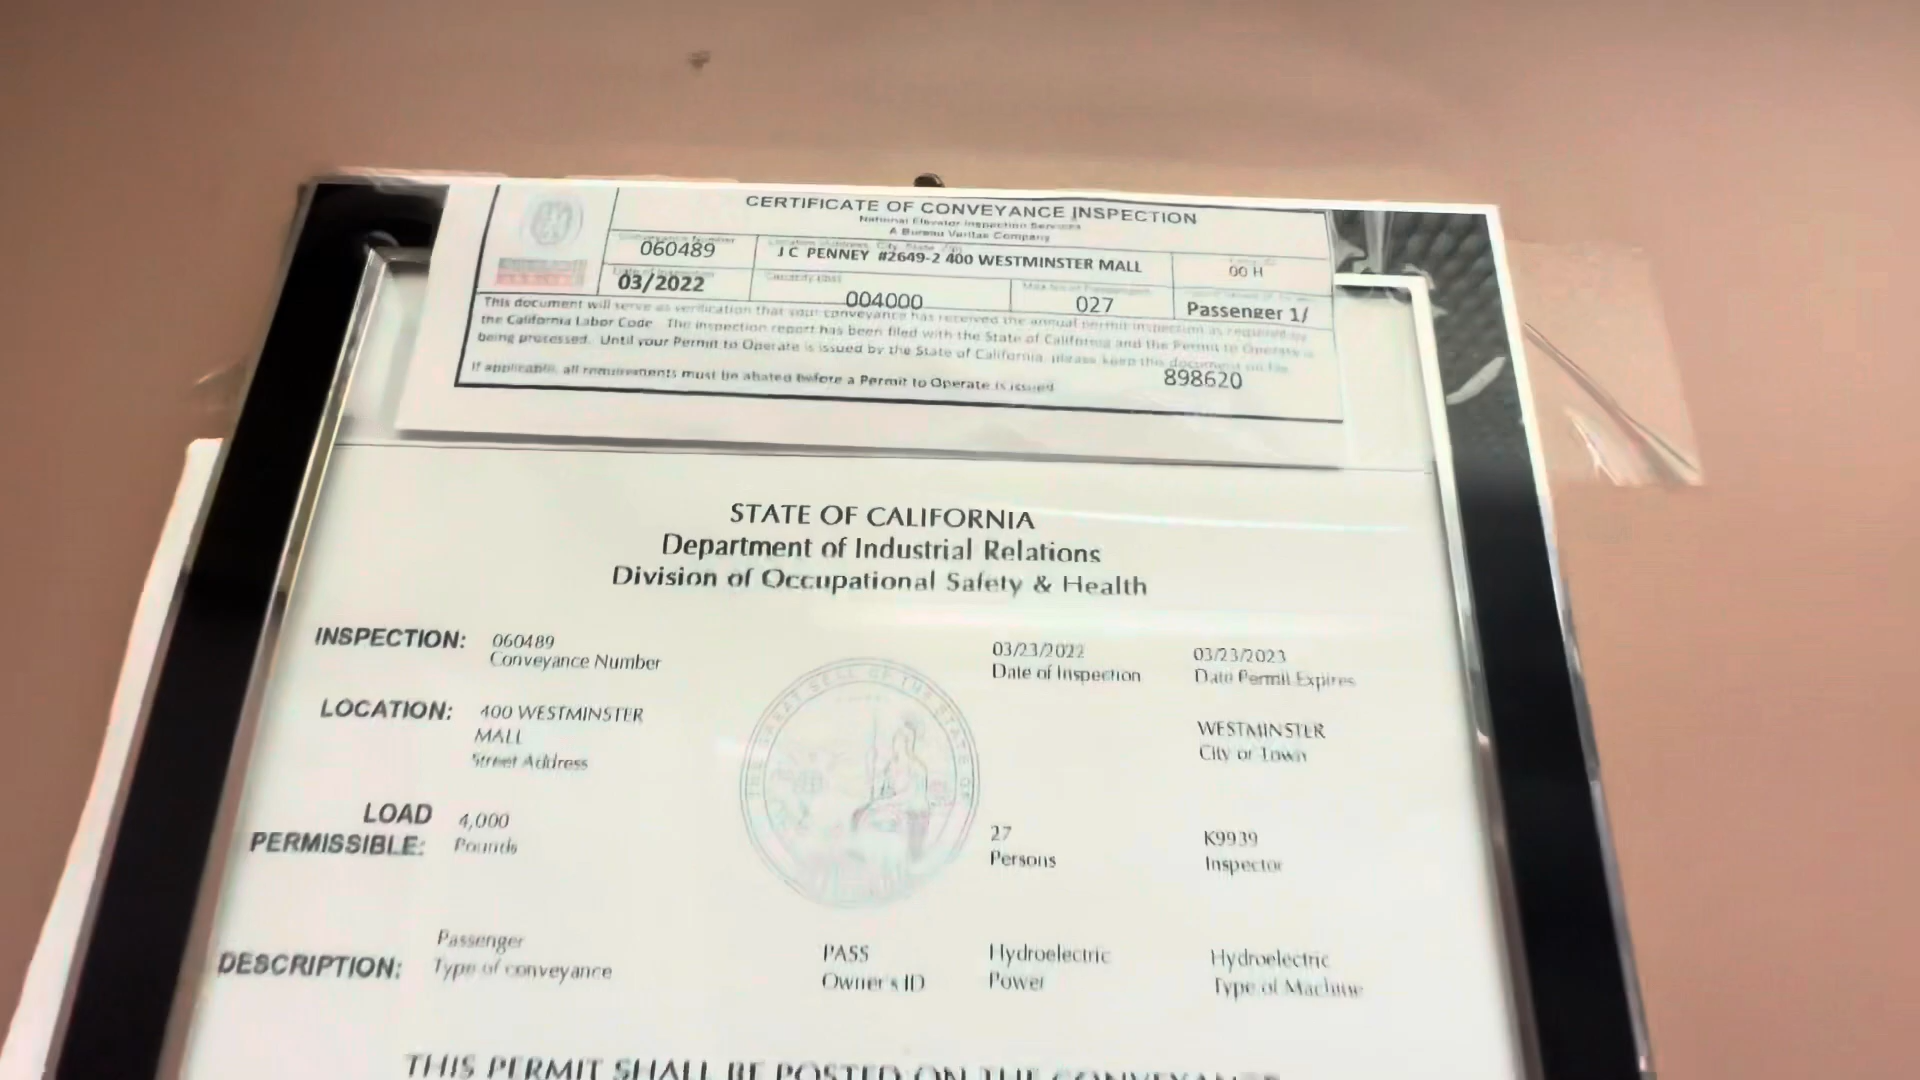 CERTIFICATE OF CONVEYANCE INSPECTION
National Elevator Inspection Services
A Bureau Veritas Company
060489
J C PENNEY #2649-2 400 WESTMINSTER MALL
00 H
03/2022
004000
027
Passenger 1/
This document will serve as verification that your conveyance has received the annual permit inspection as required by
the California Labor Code. The inspection report has been filed with the State of California and the Permit to Operate is
being processed. Until your Permit to Operate is issued by the State of California, please keep this document on file
If applicable, all requirements must be abated before a Permit to Operate is issued
898620
STATE OF CALIFORNIA
Department of Industrial Relations
Division of Occupational Safety & Health
INSPECTION: 060489 03/23/2022 03/23/2023
Conveyance Number Date of Inspection Date Permit Expires
LOCATION: 400 WESTMINSTER WESTMINSTER
MALL City or Town
Street Address
LOAD 4,000 27 K9939
PERMISSIBLE: Pounds Persons Inspector
Passenger PASS Hydroelectric Hydroelectric
DESCRIPTION: Type of conveyance Owner's ID Power Type of Machine
THIS PERMIT SHALL BE POSTED ON THE CONVEYANCE